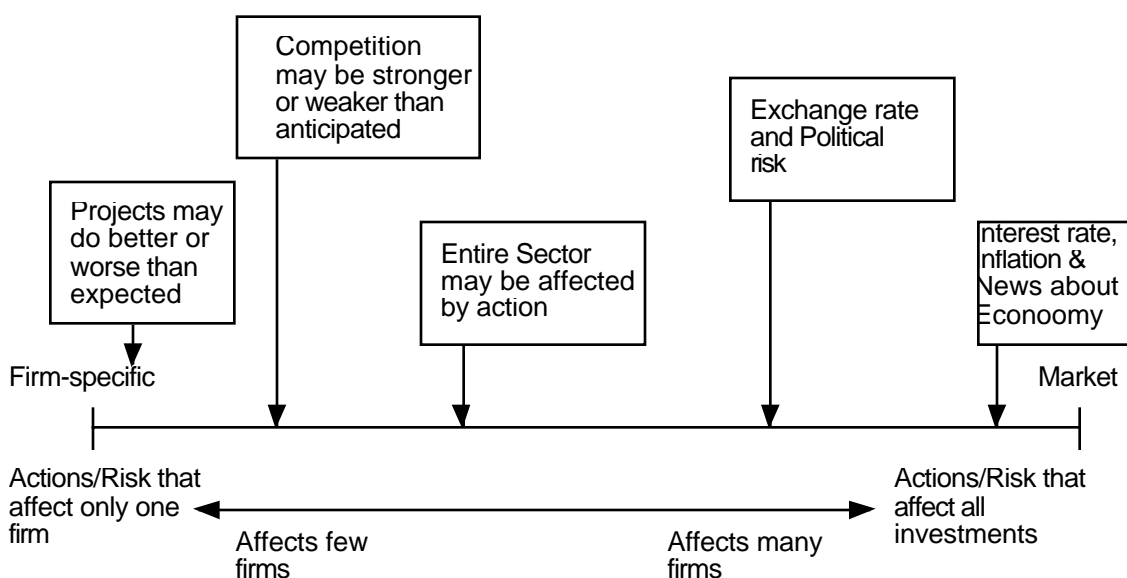 Competition
may be stronger
or weaker than
anticipated
Exchange rate
and Political
risk
Projects may
do better or
worse than
expected
Entire Sector
may be affected
by action
nterest rate,
nflation &
News about
Econoomy
Firm-specific
Market
Actions/Risk that
affect only one
firm
Actions/Risk that
affect all
investments
Affects few
firms
Affects many
firms